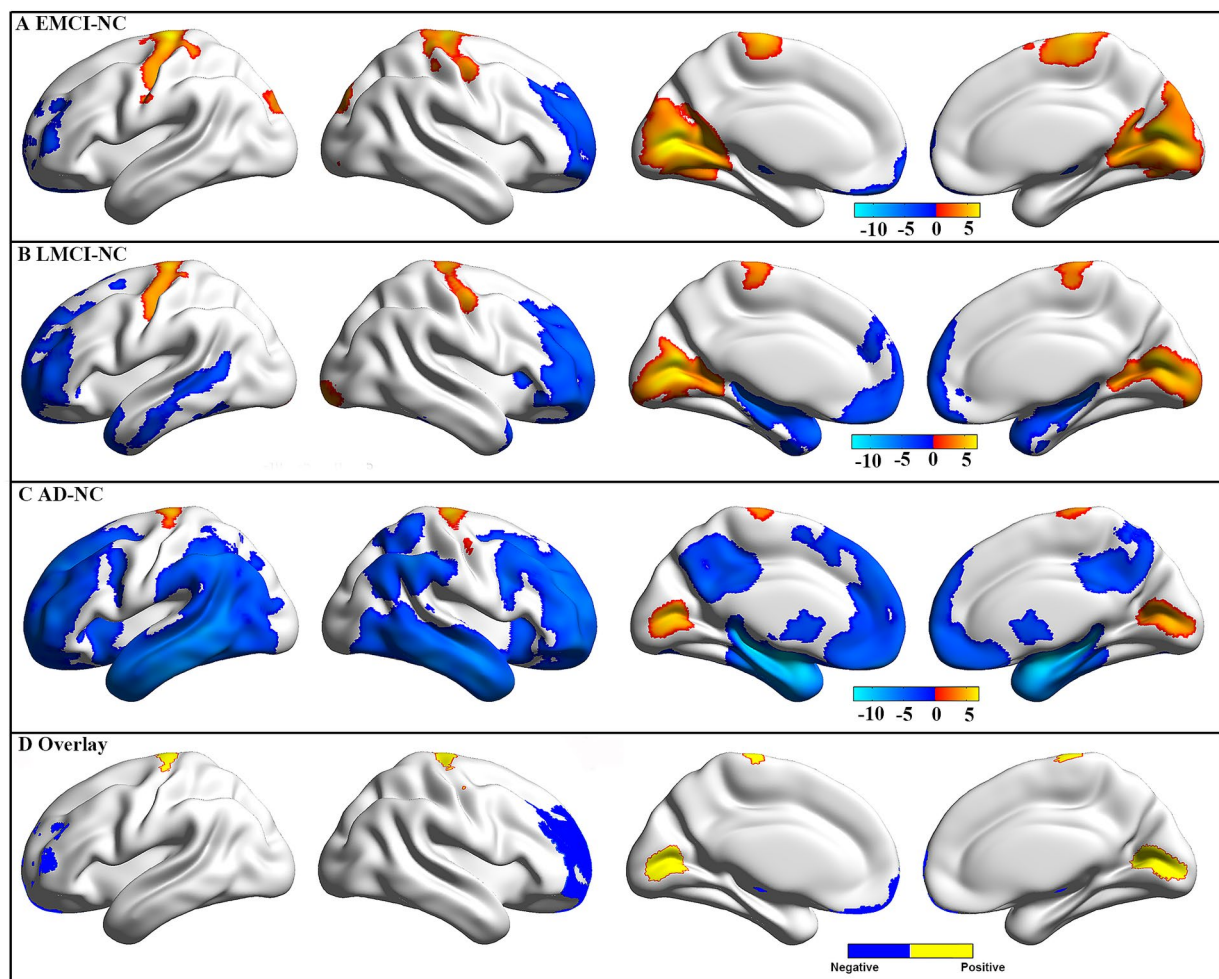 A EMCI-NC
-10 -5 0 5
B LMCI-NC
-10 -5 0 5
C AD-NC
-10 -5 0 5
D Overlay
Negative Positive